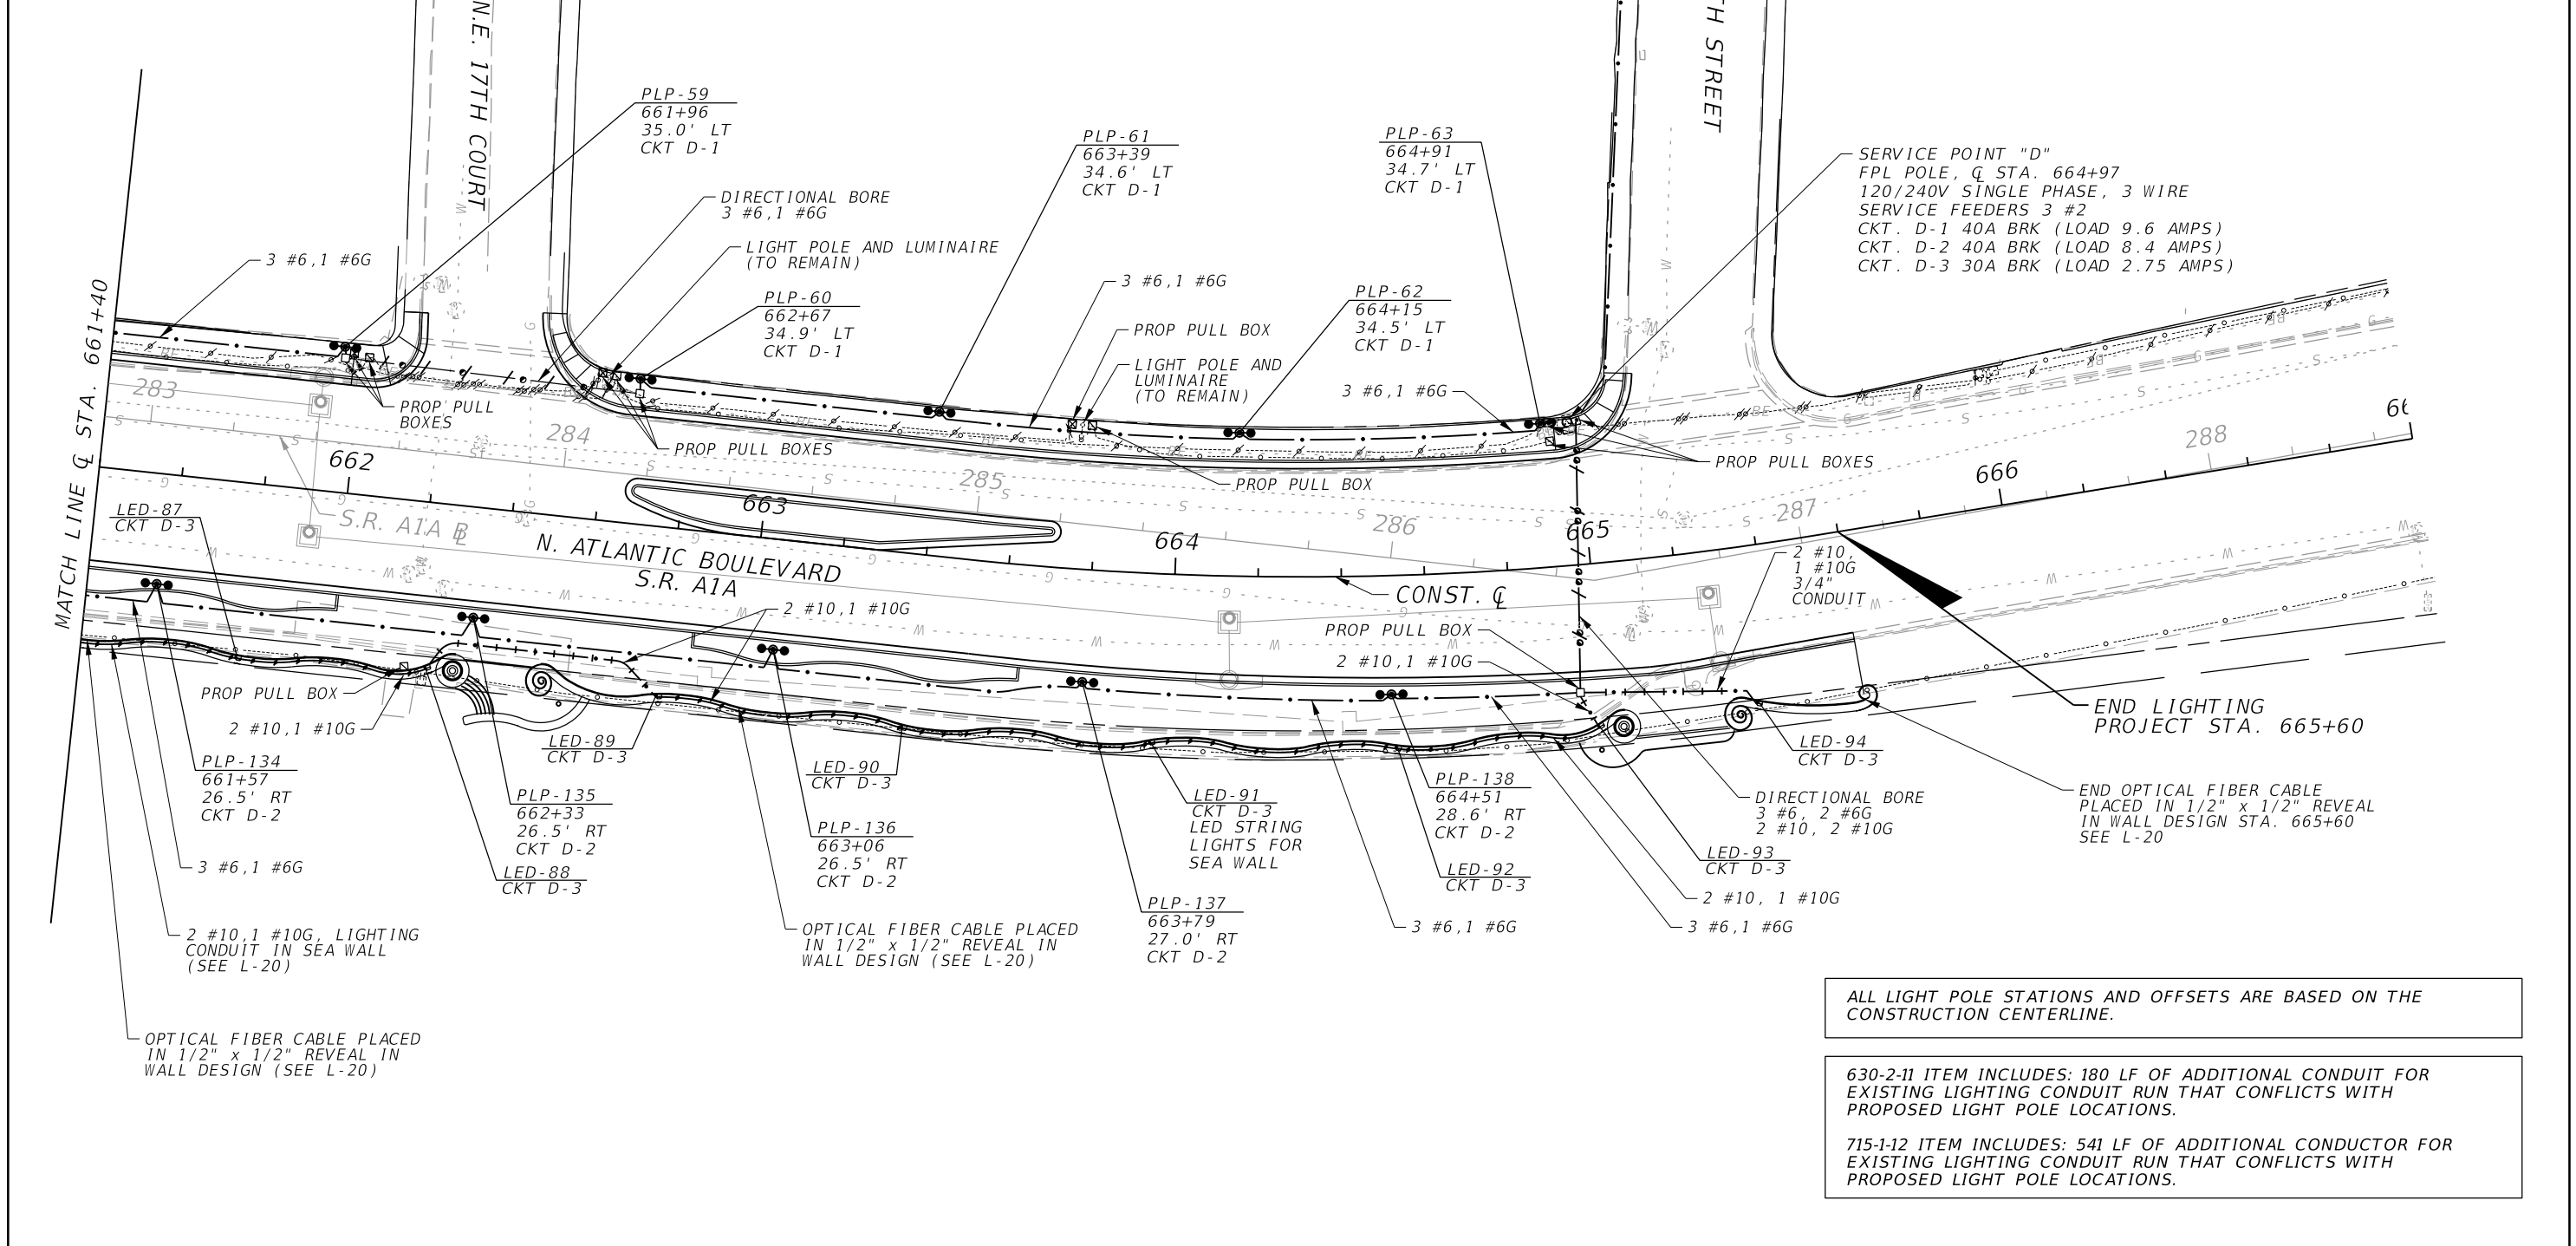 N.E. 17TH COURT
TH STREET
PLP-59
661+96
35.0' LT
CKT D-1
DIRECTIONAL BORE
3 #6,1 #6G
LIGHT POLE AND LUMINAIRE
(TO REMAIN)
3 #6,1 #6G
PLP-60
662+67
34.9' LT
CKT D-1
PLP-61
663+39
34.6' LT
CKT D-1
3 #6,1 #6G
PROP PULL BOX
LIGHT POLE AND
LUMINAIRE
(TO REMAIN)
PLP-62
664+15
34.5' LT
CKT D-1
PLP-63
664+91
34.7' LT
CKT D-1
3 #6,1 #6G
SERVICE POINT "D"
FPL POLE, ℄ STA. 664+97
120/240V SINGLE PHASE, 3 WIRE
SERVICE FEEDERS 3 #2
CKT. D-1 40A BRK (LOAD 9.6 AMPS)
CKT. D-2 40A BRK (LOAD 8.4 AMPS)
CKT. D-3 30A BRK (LOAD 2.75 AMPS)
MATCH LINE ℄ STA. 661+40
PROP PULL
BOXES
PROP PULL BOXES
PROP PULL BOX
PROP PULL BOXES
283
284
285
286
287
288
662
663
664
665
666
S.R. A1A BL
N. ATLANTIC BOULEVARD
S.R. A1A
CONST. ℄
LED-87
CKT D-3
2 #10,1 #10G
PROP PULL BOX
2 #10,1 #10G
2 #10,
1 #10G
3/4"
CONDUIT
PROP PULL BOX
2 #10,1 #10G
PLP-134
661+57
26.5' RT
CKT D-2
3 #6,1 #6G
2 #10,1 #10G, LIGHTING
CONDUIT IN SEA WALL
(SEE L-20)
OPTICAL FIBER CABLE PLACED
IN 1/2" x 1/2" REVEAL IN
WALL DESIGN (SEE L-20)
LED-88
CKT D-3
PLP-135
662+33
26.5' RT
CKT D-2
LED-89
CKT D-3
LED-90
CKT D-3
PLP-136
663+06
26.5' RT
CKT D-2
OPTICAL FIBER CABLE PLACED
IN 1/2" x 1/2" REVEAL IN
WALL DESIGN (SEE L-20)
PLP-137
663+79
27.0' RT
CKT D-2
LED-91
CKT D-3
LED STRING
LIGHTS FOR
SEA WALL
PLP-138
664+51
28.6' RT
CKT D-2
LED-92
CKT D-3
3 #6,1 #6G
LED-93
CKT D-3
2 #10, 1 #10G
3 #6,1 #6G
DIRECTIONAL BORE
3 #6, 2 #6G
2 #10, 2 #10G
LED-94
CKT D-3
END LIGHTING
PROJECT STA. 665+60
END OPTICAL FIBER CABLE
PLACED IN 1/2" x 1/2" REVEAL
IN WALL DESIGN STA. 665+60
SEE L-20
ALL LIGHT POLE STATIONS AND OFFSETS ARE BASED ON THE
CONSTRUCTION CENTERLINE.
630-2-11 ITEM INCLUDES: 180 LF OF ADDITIONAL CONDUIT FOR
EXISTING LIGHTING CONDUIT RUN THAT CONFLICTS WITH
PROPOSED LIGHT POLE LOCATIONS.
715-1-12 ITEM INCLUDES: 541 LF OF ADDITIONAL CONDUCTOR FOR
EXISTING LIGHTING CONDUIT RUN THAT CONFLICTS WITH
PROPOSED LIGHT POLE LOCATIONS.